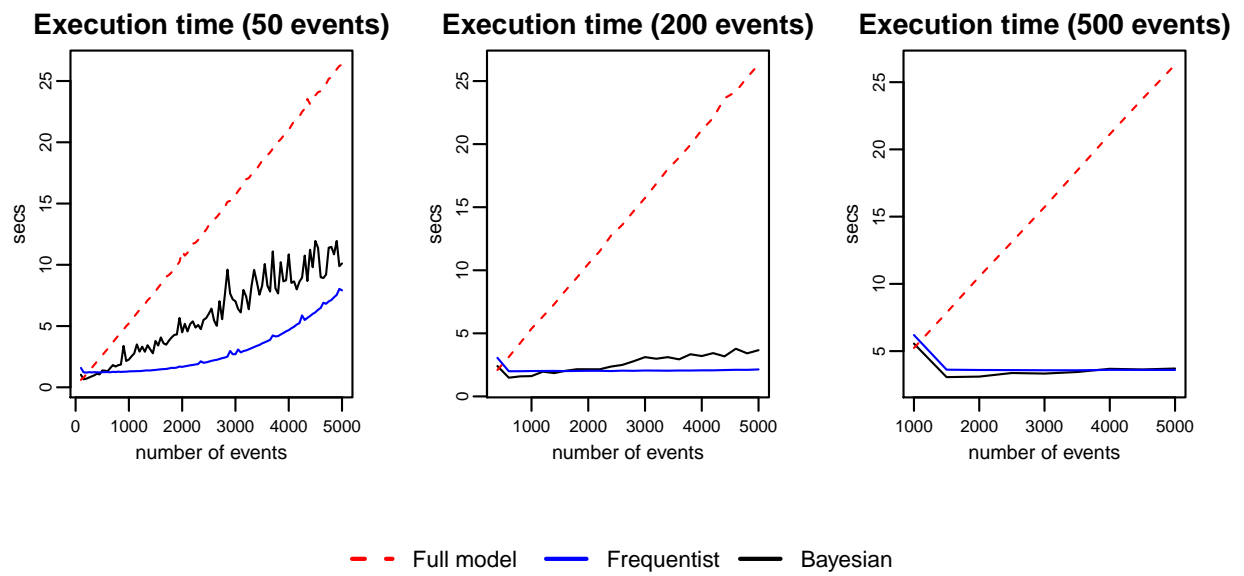 Execution time (50 events)
Execution time (200 events)
Execution time (500 events)
secs
0
5
10
15
20
25
0 1000 2000 3000 4000 5000
number of events
secs
0
5
10
15
20
25
1000 2000 3000 4000 5000
number of events
secs
5
10
15
20
25
1000 2000 3000 4000 5000
number of events
Full model Frequentist Bayesian